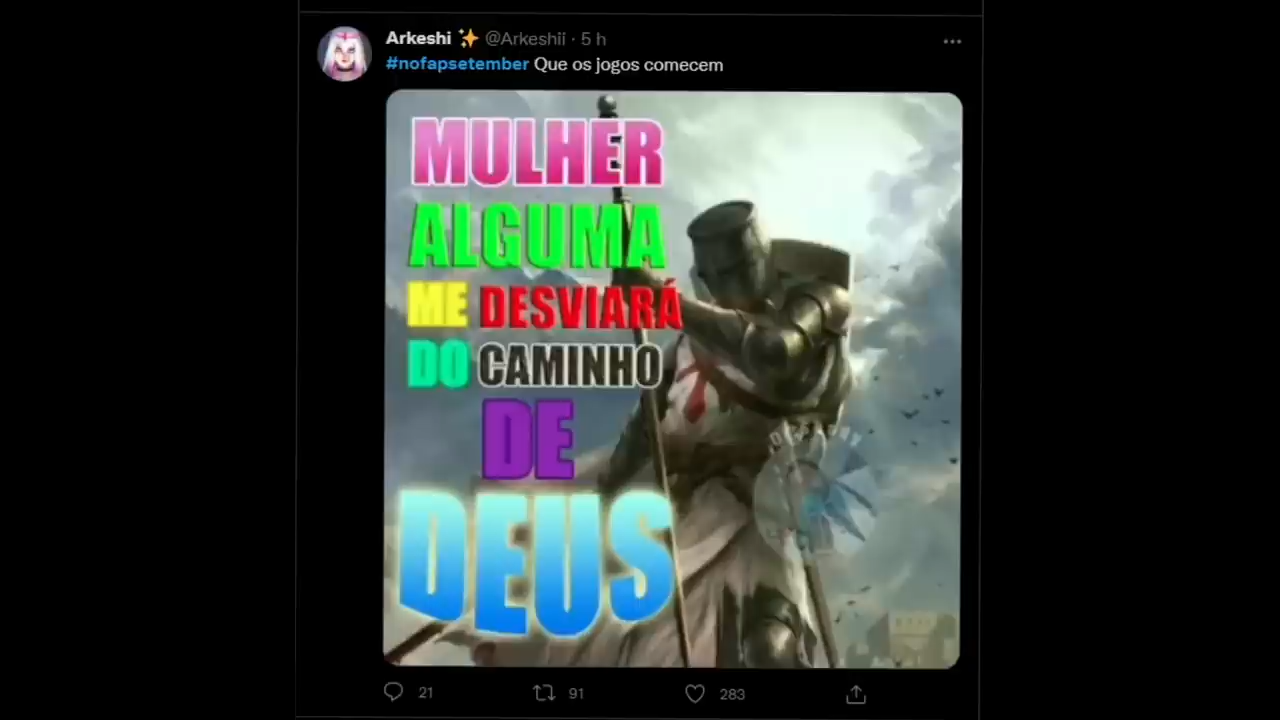 Arkeshi ✨ @Arkeshii · 5 h
#nofapsetember Que os jogos comecem
MULHER
ALGUMA
ME DESVIARÁ
DO CAMINHO
DE
DEUS
21 91 283